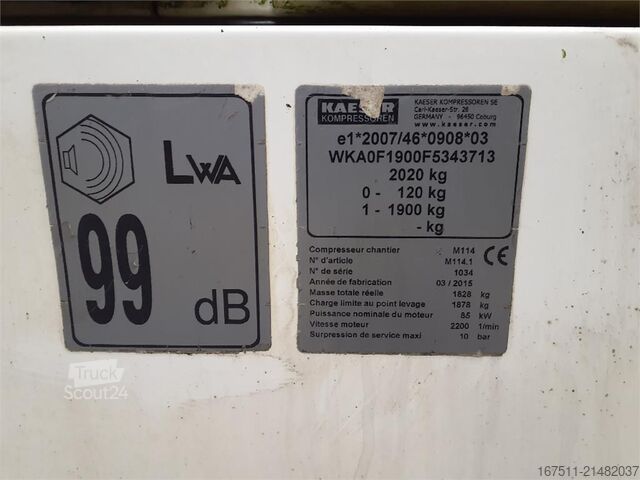 LWA
99
dB
KAESER
KOMPRESSOREN
KAESER KOMPRESSOREN SE
Carl-Kaeser-Str. 26
GERMANY - 96450 Coburg
www.kaeser.com
e1*2007/46*0908*03
WKA0F1900F5343713
2020 kg
0 - 120 kg
1 - 1900 kg
- kg
Compresseur chantier M114
N° d'article M114.1
N° de série 1034
Année de fabrication 03 / 2015
Masse totale réelle 1828 kg
Charge limite au point levage 1878 kg
Puissance nominale du moteur 85 kW
Vitesse moteur 2200 1/min
Surpression de service maxi 10 bar
CE
Truck
Scout24
167511-21482037